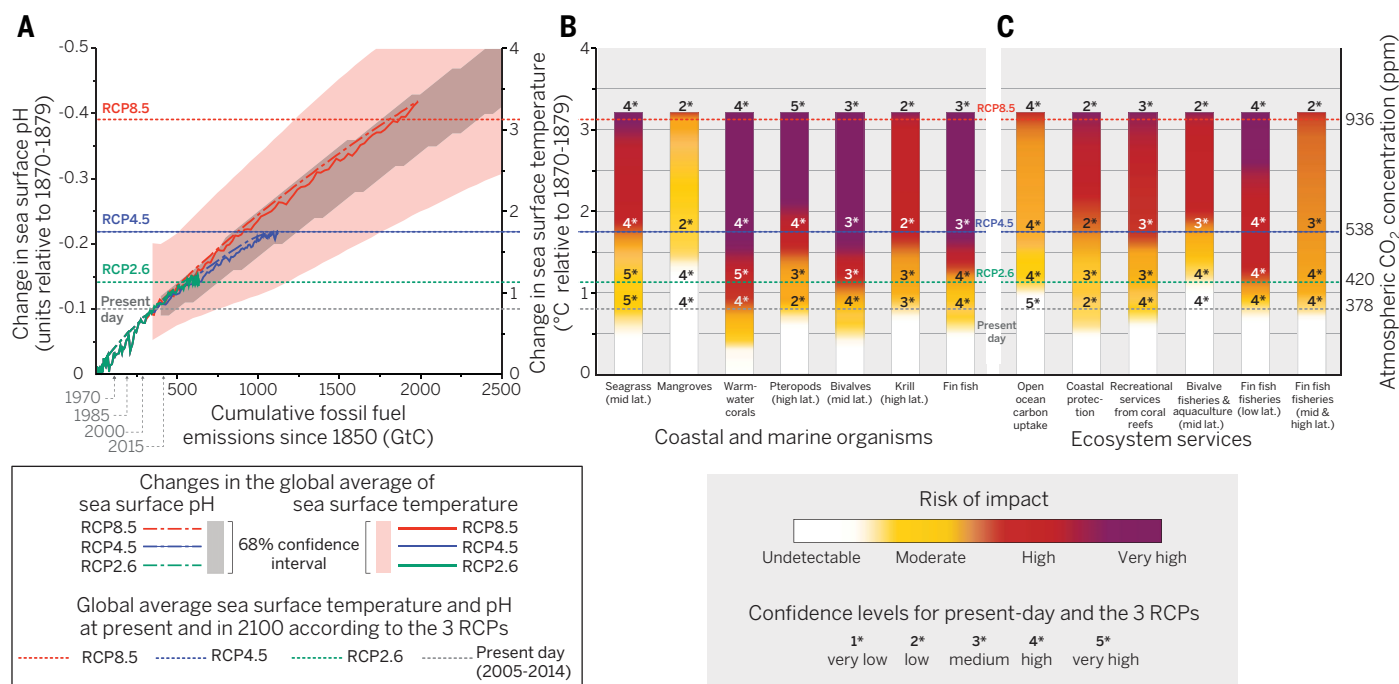 A
Change in sea surface pH
(units relative to 1870-1879)
-0.5
-0.4
-0.3
-0.2
-0.1
0
RCP8.5
RCP4.5
RCP2.6
Present
day
500
1000
1500
2000
2500
1970
1985
2000
2015
Cumulative fossil fuel
emissions since 1850 (GtC)
4
3
2
1
0
Change in sea surface temperature
(°C relative to 1870-1879)
B
4
3
2
1
0
4* 2* 4* 5* 3* 2* 3*
4* 2* 4* 4* 3* 2* 3*
5* 4* 5* 3* 3* 3* 4*
5* 4* 4* 2* 4* 3* 4*
Seagrass
(mid lat.)
Mangroves
Warm-
water
corals
Pteropods
(high lat.)
Bivalves
(mid lat.)
Krill
(high lat.)
Fin fish
Coastal and marine organisms
RCP8.5
RCP4.5
RCP2.6
Present
day
C
4* 2* 3* 2* 4* 2*
4* 2* 3* 3* 4* 3*
4* 3* 3* 4* 4* 4*
5* 2* 4* 4* 4* 4*
Open
ocean
carbon
uptake
Coastal
protec-
tion
Recreational
services
from coral
reefs
Bivalve
fisheries &
aquaculture
(mid lat.)
Fin fish
fisheries
(low lat.)
Fin fish
fisheries
(mid &
high lat.)
Ecosystem services
936
538
420
378
Atmospheric CO2 concentration (ppm)
Changes in the global average of
sea surface pH
sea surface temperature
RCP8.5
RCP4.5
RCP2.6
68% confidence
interval
RCP8.5
RCP4.5
RCP2.6
Global average sea surface temperature and pH
at present and in 2100 according to the 3 RCPs
RCP8.5
RCP4.5
RCP2.6
Present day
(2005-2014)
Risk of impact
Undetectable
Moderate
High
Very high
Confidence levels for present-day and the 3 RCPs
1* 2* 3* 4* 5*
very low low medium high very high